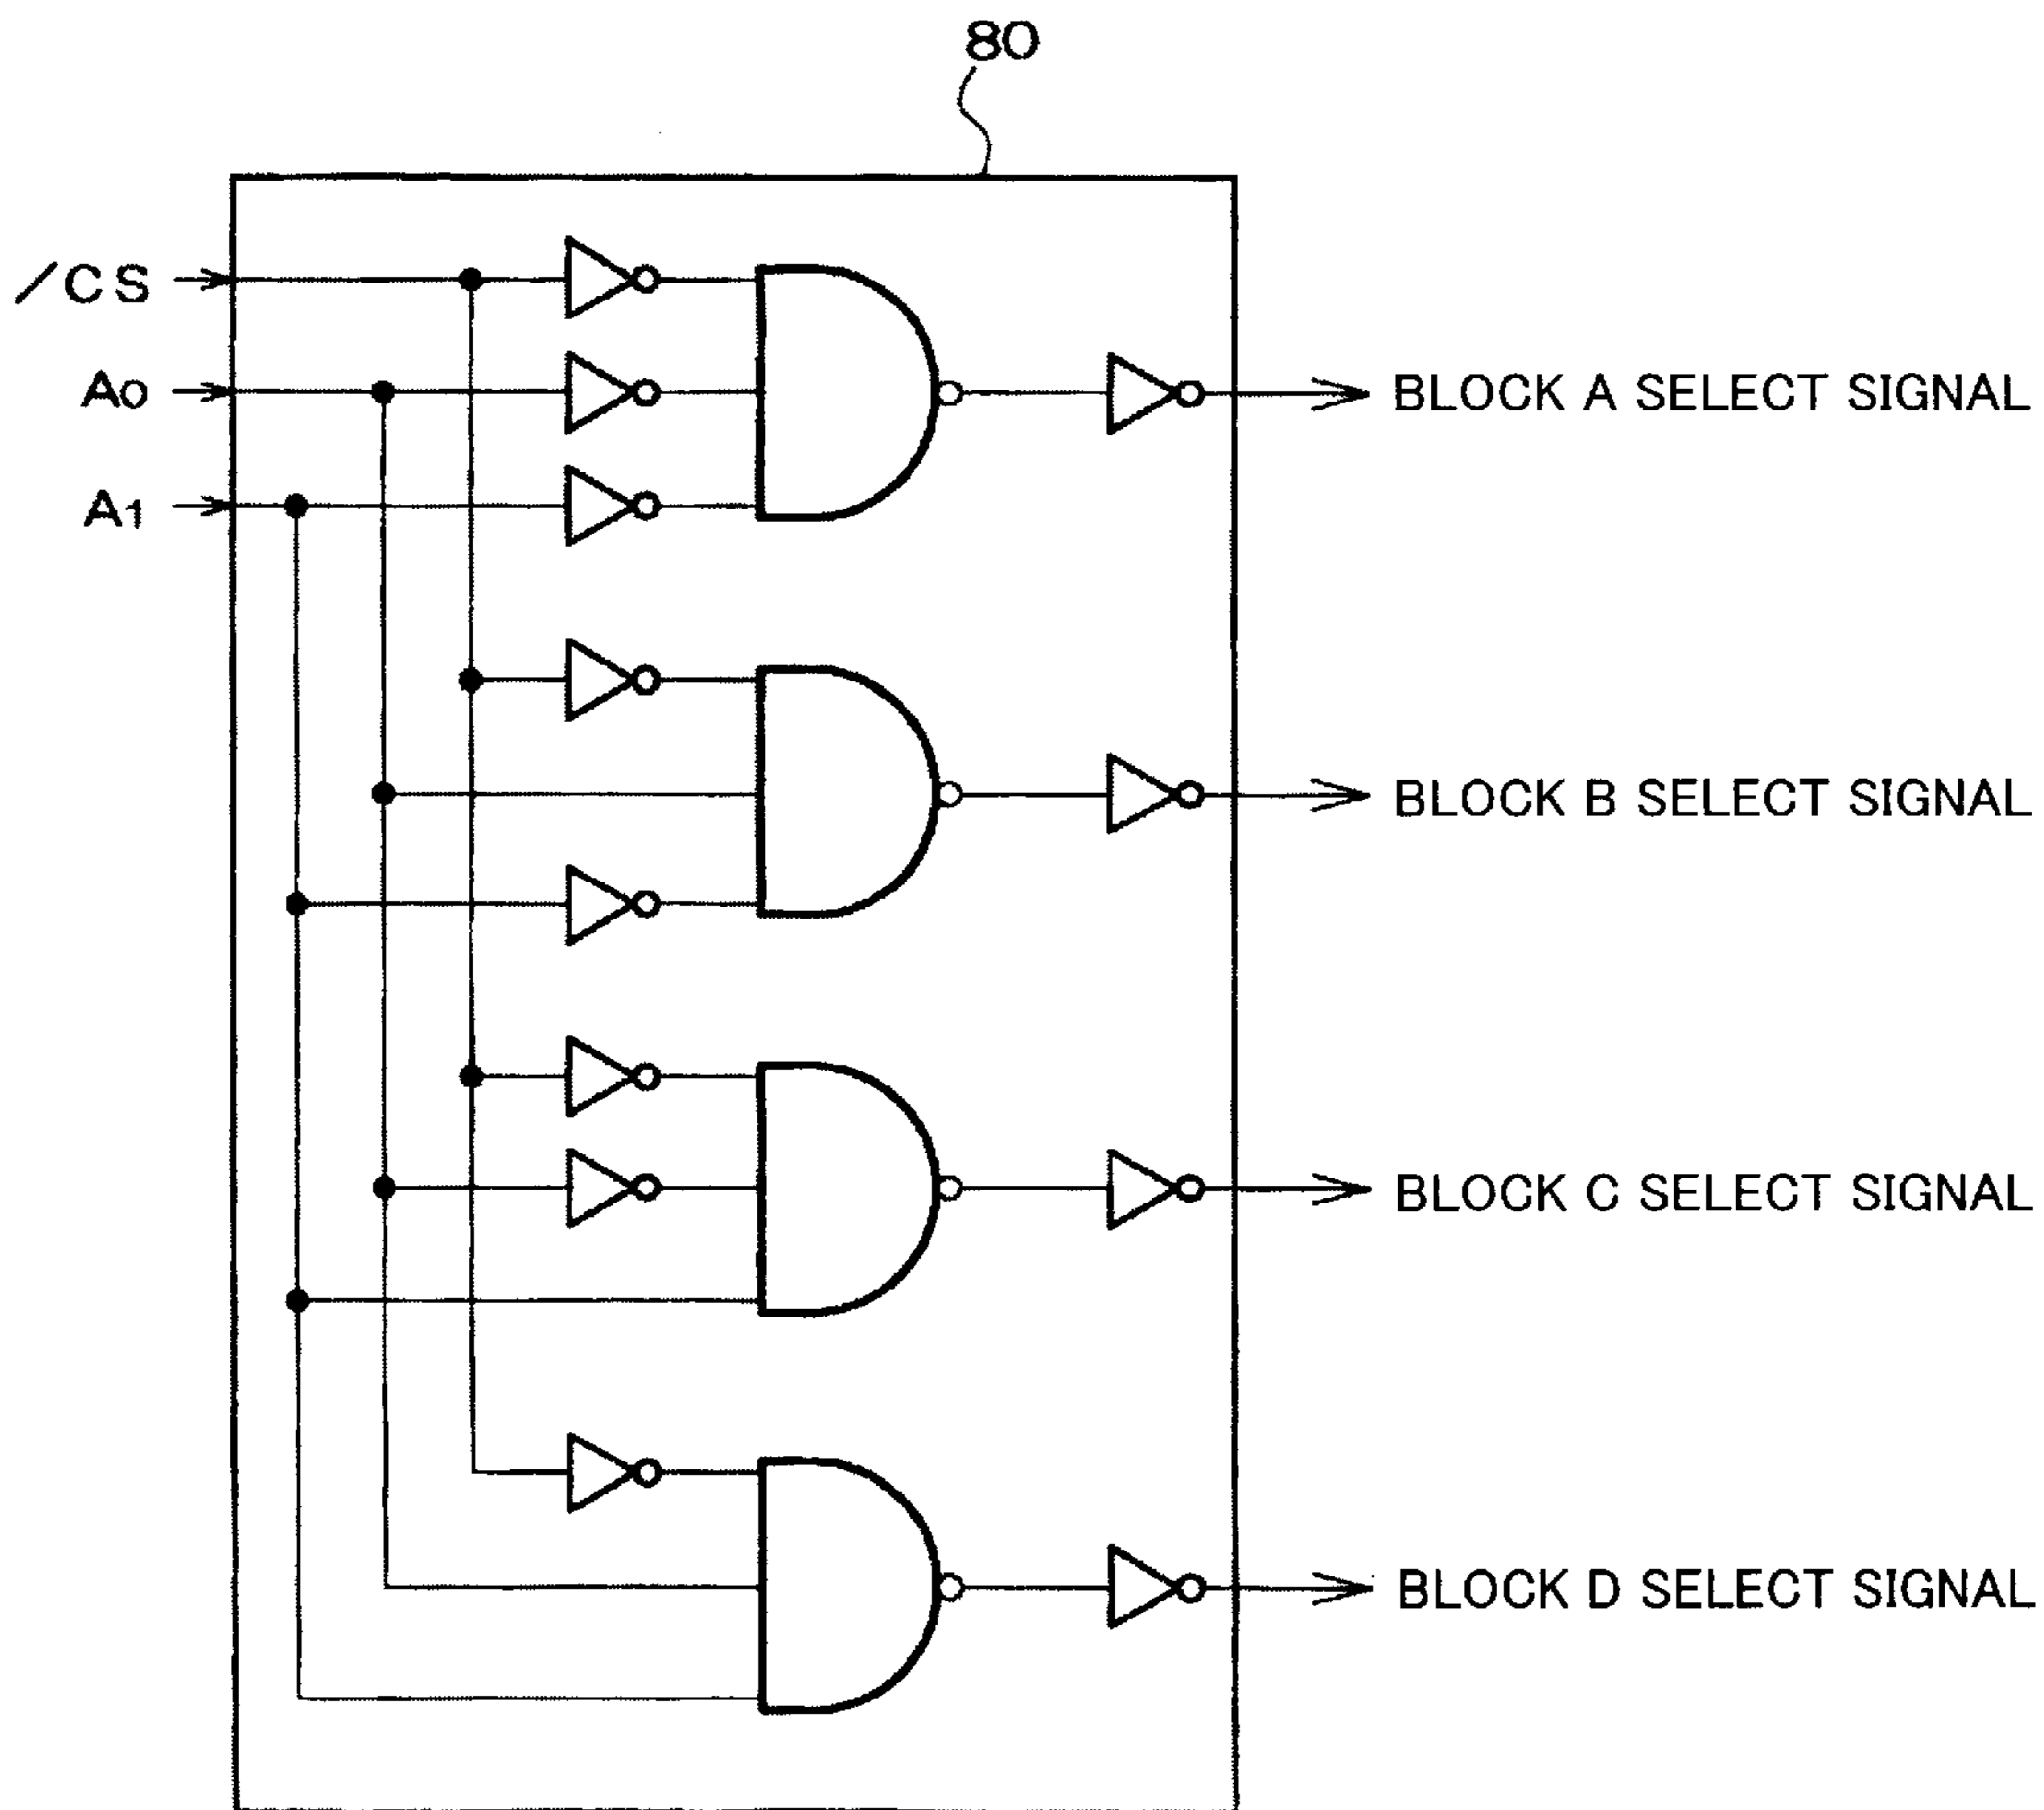 80
/CS
A0
A1
BLOCK A SELECT SIGNAL
BLOCK B SELECT SIGNAL
BLOCK C SELECT SIGNAL
BLOCK D SELECT SIGNAL